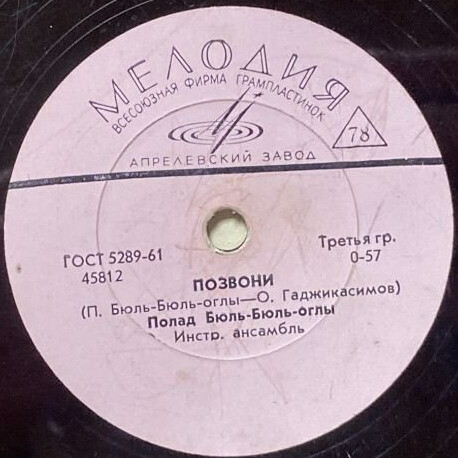 МЕЛОДИЯ
ВСЕСОЮЗНАЯ ФИРМА ГРАМПЛАСТИНОК
78
АПРЕЛЕВСКИЙ ЗАВОД
ГОСТ 5289-61
45812
Третья гр.
0-57
ПОЗВОНИ
(П. Бюль-Бюль-оглы—О. Гаджикасимов)
Полад Бюль-Бюль-оглы
Инстр. ансамбль